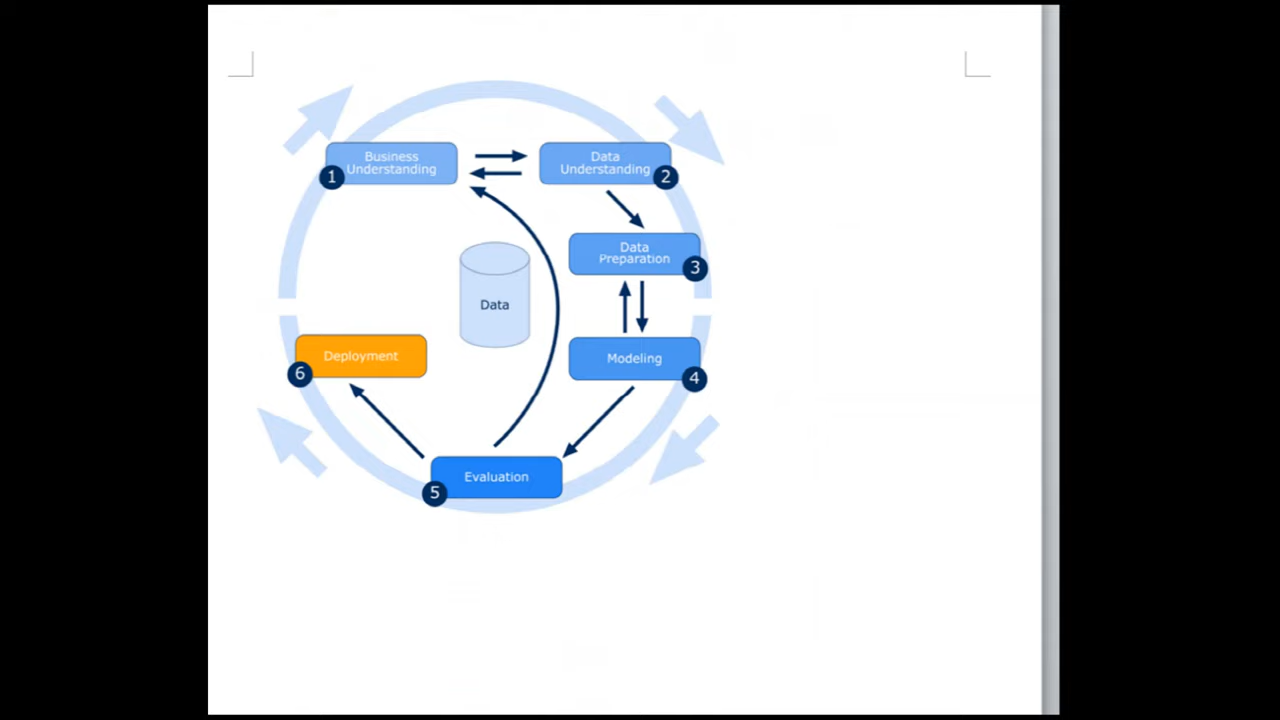 Business
Understanding
1
Data
Understanding
2
Data
Preparation
3
Data
Modeling
4
Deployment
6
Evaluation
5